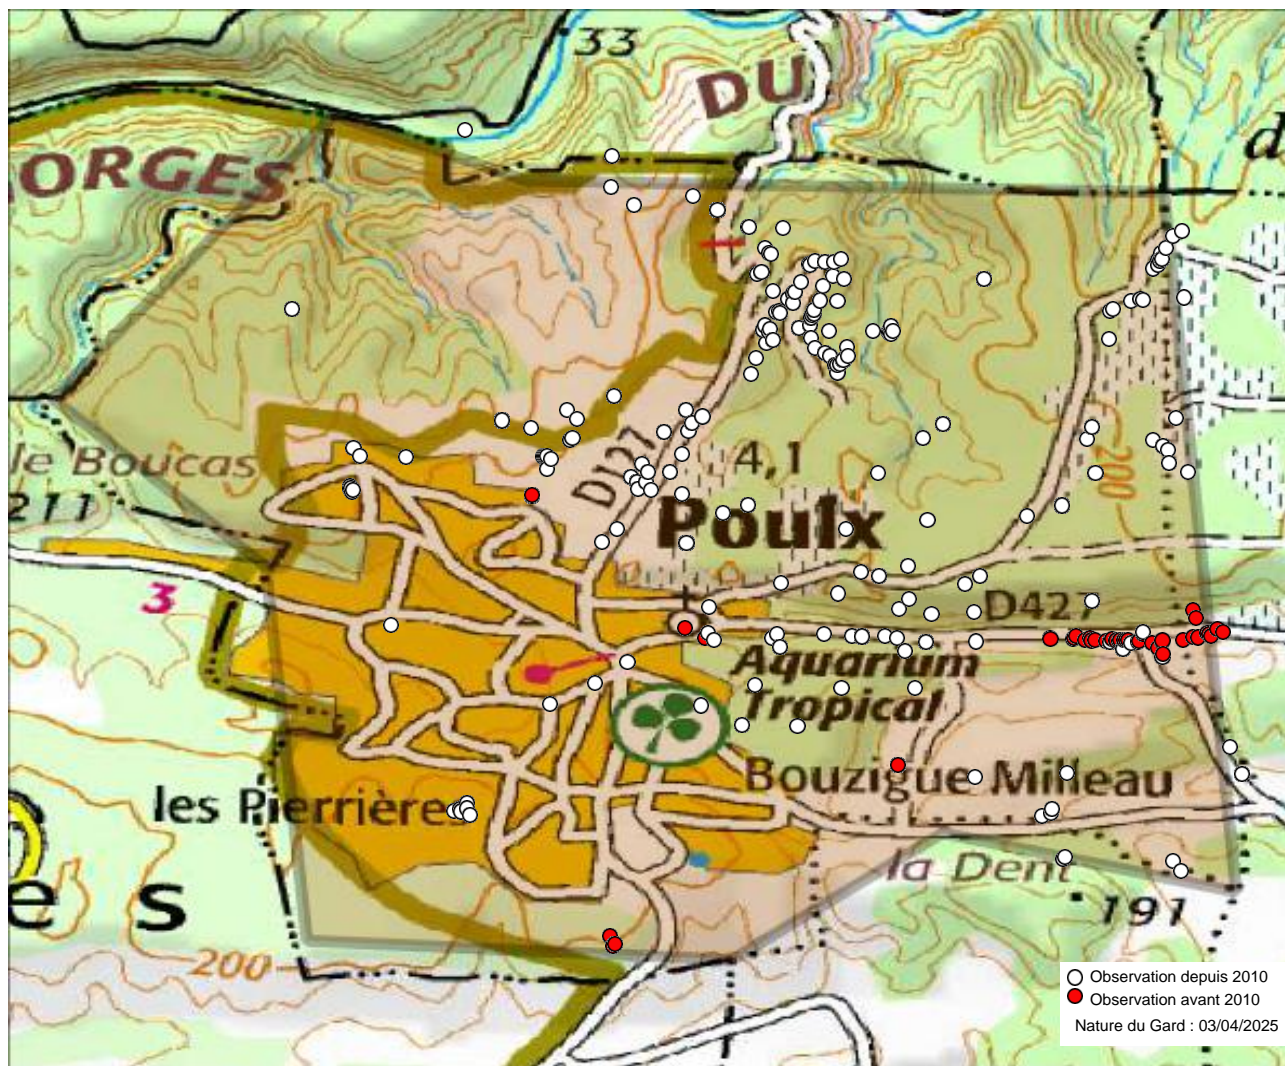 33
DU
ORGES
d
le Boucas
211
D127
4,1
200
Poulx
3
D427
Aquarium
Tropical
Bouzigue Milleau
les Pierrières
la Dent
191
e s
200
Observation depuis 2010
Observation avant 2010
Nature du Gard : 03/04/2025